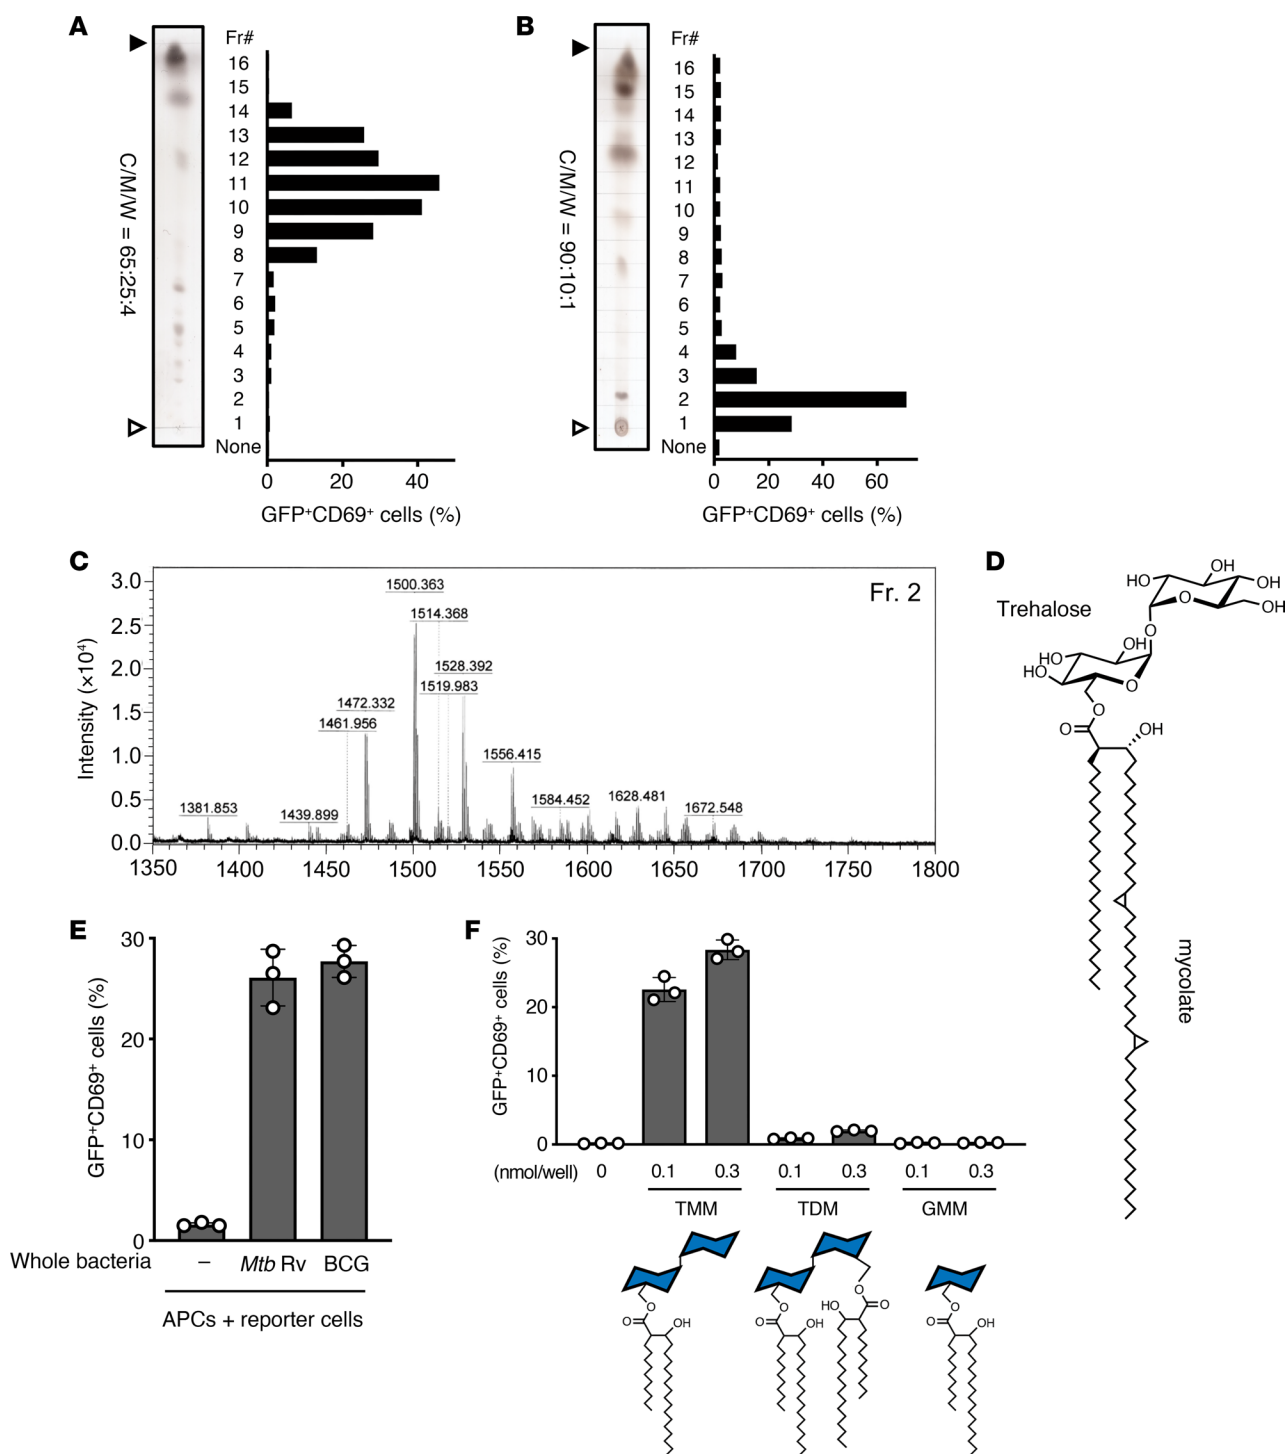 A
Fr#
16
15
14
13
12
11
10
9
8
7
6
5
4
3
2
1
None
C/M/W = 65:25:4
0 20 40
GFP+CD69+ cells (%)
B
Fr#
16
15
14
13
12
11
10
9
8
7
6
5
4
3
2
1
None
C/M/W = 90:10:1
0 20 40 60
GFP+CD69+ cells (%)
C
Intensity (×10⁴)
3.0
2.5
2.0
1.5
1.0
0.5
0.0
Fr. 2
1500.363
1514.368
1528.392
1519.983
1472.332
1461.956
1556.415
1381.853
1439.899
1584.452
1628.481
1672.548
1350 1400 1450 1500 1550 1600 1650 1700 1750 1800
D
Trehalose
HO
OH
OH
O
OH
O
HO
OH
HO
O
O
O
OH
mycolate
E
GFP+CD69+ cells (%)
30
20
10
0
Whole bacteria – Mtb Rv BCG
APCs + reporter cells
F
GFP+CD69+ cells (%)
30
20
10
0
(nmol/well) 0 0.1 0.3 0.1 0.3 0.1 0.3
TMM TDM GMM
O
O
OH
O
O
OH
HO
O
O
O
O
OH